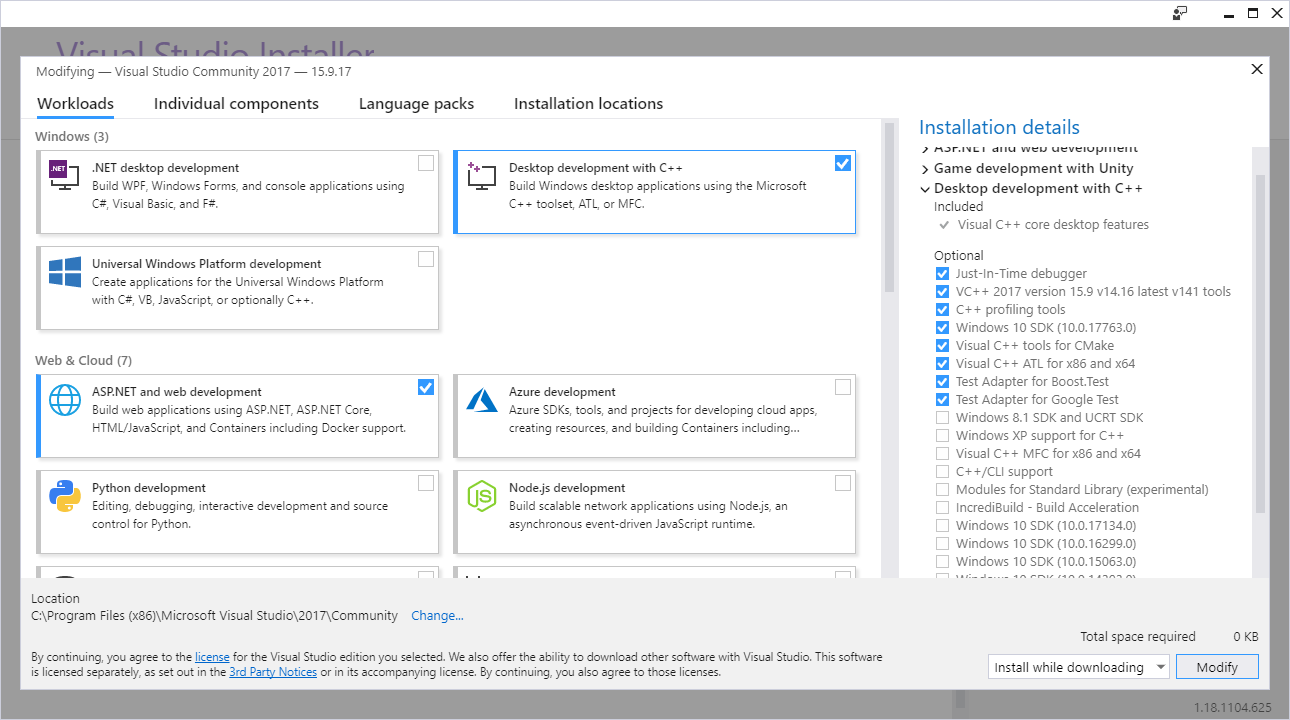 Visual Studio Installer
Modifying — Visual Studio Community 2017 — 15.9.17
Workloads
Individual components
Language packs
Installation locations
Windows (3)
.NET
.NET desktop development
Build WPF, Windows Forms, and console applications using
C#, Visual Basic, and F#.
Desktop development with C++
Build Windows desktop applications using the Microsoft
C++ toolset, ATL, or MFC.
Universal Windows Platform development
Create applications for the Universal Windows Platform
with C#, VB, JavaScript, or optionally C++.
Web & Cloud (7)
ASP.NET and web development
Build web applications using ASP.NET, ASP.NET Core,
HTML/JavaScript, and Containers including Docker support.
Azure development
Azure SDKs, tools, and projects for developing cloud apps,
creating resources, and building Containers including...
Python development
Editing, debugging, interactive development and source
control for Python.
JS
Node.js development
Build scalable network applications using Node.js, an
asynchronous event-driven JavaScript runtime.
Installation details
ASP.NET and web development
Game development with Unity
Desktop development with C++
Included
Visual C++ core desktop features
Optional
Just-In-Time debugger
VC++ 2017 version 15.9 v14.16 latest v141 tools
C++ profiling tools
Windows 10 SDK (10.0.17763.0)
Visual C++ tools for CMake
Visual C++ ATL for x86 and x64
Test Adapter for Boost.Test
Test Adapter for Google Test
Windows 8.1 SDK and UCRT SDK
Windows XP support for C++
Visual C++ MFC for x86 and x64
C++/CLI support
Modules for Standard Library (experimental)
IncrediBuild - Build Acceleration
Windows 10 SDK (10.0.17134.0)
Windows 10 SDK (10.0.16299.0)
Windows 10 SDK (10.0.15063.0)
Windows 10 SDK (10.0.14393.0)
Location
C:\Program Files (x86)\Microsoft Visual Studio\2017\Community
Change...
By continuing, you agree to the license for the Visual Studio edition you selected. We also offer the ability to download other software with Visual Studio. This software
is licensed separately, as set out in the 3rd Party Notices or in its accompanying license. By continuing, you also agree to those licenses.
Total space required 0 KB
Install while downloading
Modify
1.18.1104.625